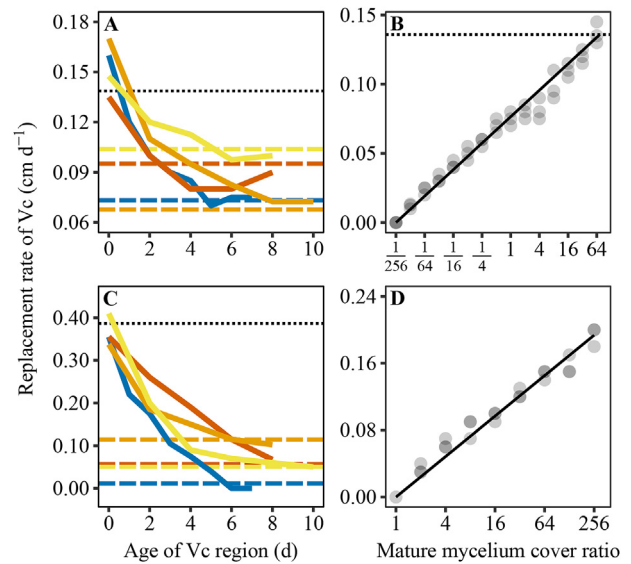 A
B
0.18
0.15
0.12
0.09
0.06
0 2 4 6 8 10
0.15
0.10
0.05
0.00
1/256 1/64 1/16 1/4 1 4 16 64
Replacement rate of Vc (cm d⁻¹)
C
D
0.40
0.30
0.20
0.10
0.00
0 2 4 6 8 10
Age of Vc region (d)
0.24
0.16
0.08
0.00
1 4 16 64 256
Mature mycelium cover ratio